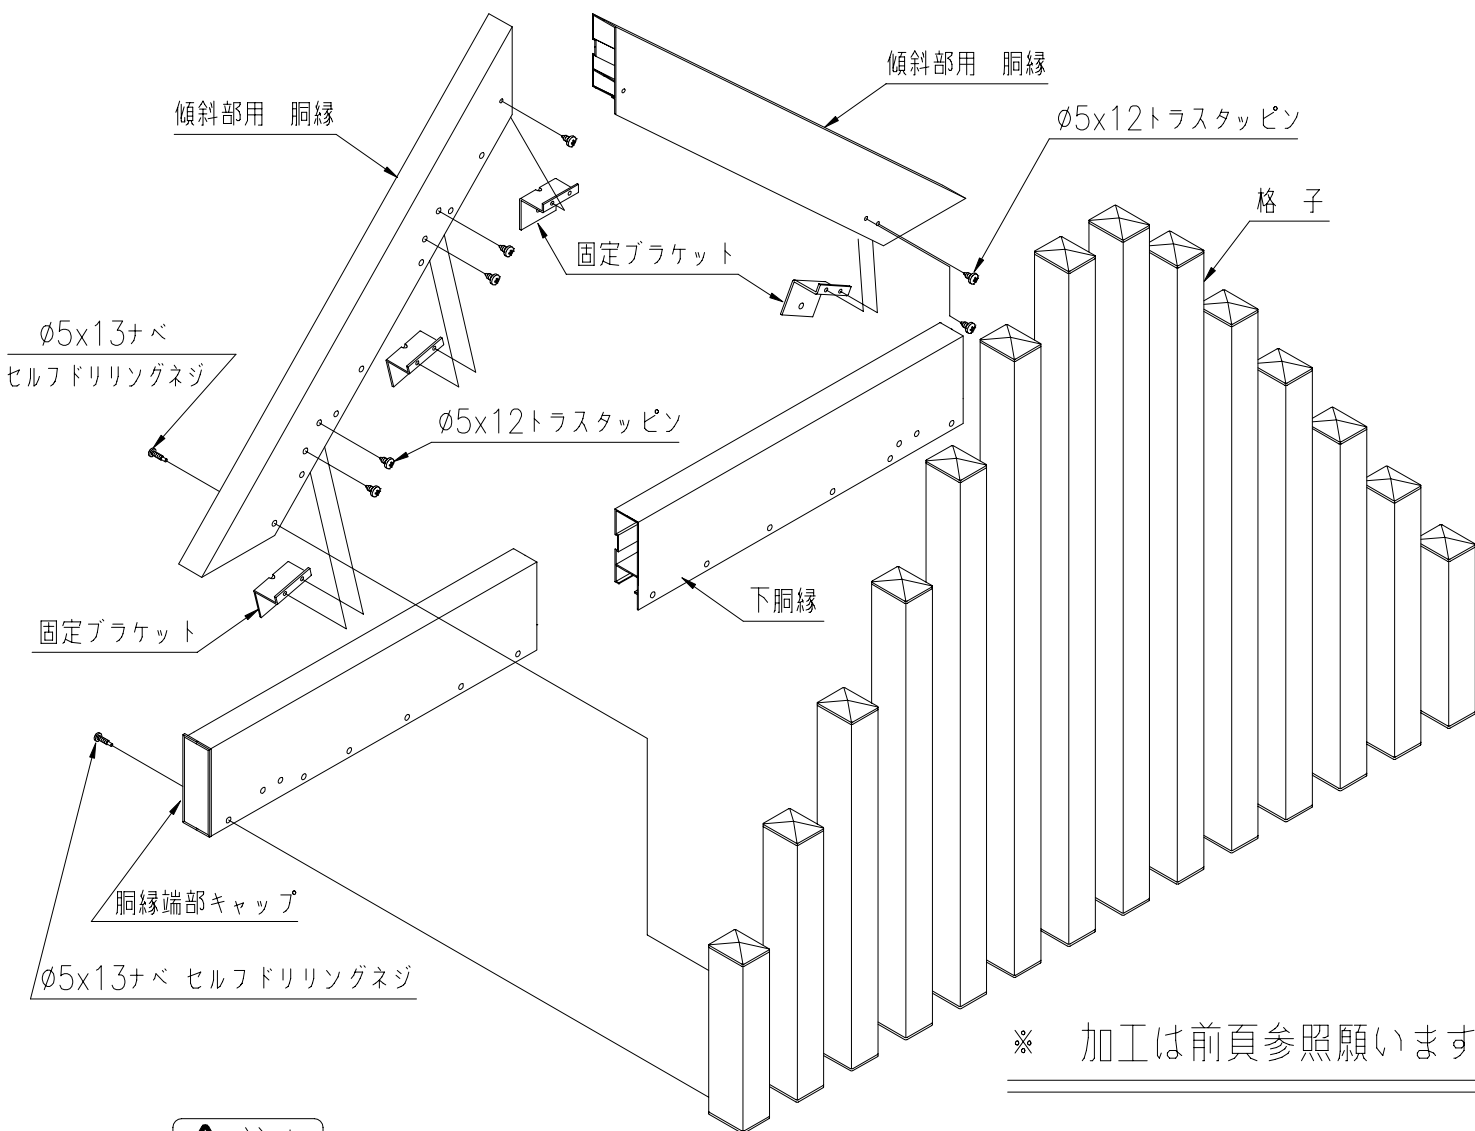 傾斜部用　胴縁
傾斜部用　胴縁
φ5x12トラスタッピン
格　子
固定ブラケット
φ5x13ナベ
セルフドリリングネジ
φ5x12トラスタッピン
下胴縁
固定ブラケット
胴縁端部キャップ
φ5x13ナベ セルフドリリングネジ
※　加工は前頁参照願います